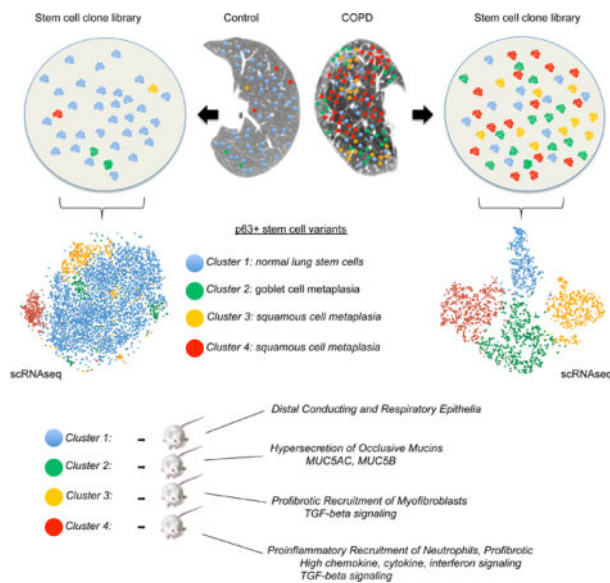 Stem cell clone library
Control
COPD
Stem cell clone library
p63+ stem cell variants
Cluster 1: normal lung stem cells
Cluster 2: goblet cell metaplasia
Cluster 3: squamous cell metaplasia
Cluster 4: squamous cell metaplasia
scRNAseq
scRNAseq
Cluster 1:
Distal Conducting and Respiratory Epithelia
Cluster 2:
Hypersecretion of Occlusive Mucins
MUC5AC, MUC5B
Cluster 3:
Profibrotic Recruitment of Myofibroblasts
TGF-beta signaling
Cluster 4:
Proinflammatory Recruitment of Neutrophils, Profibrotic
High chemokine, cytokine, interferon signaling
TGF-beta signaling